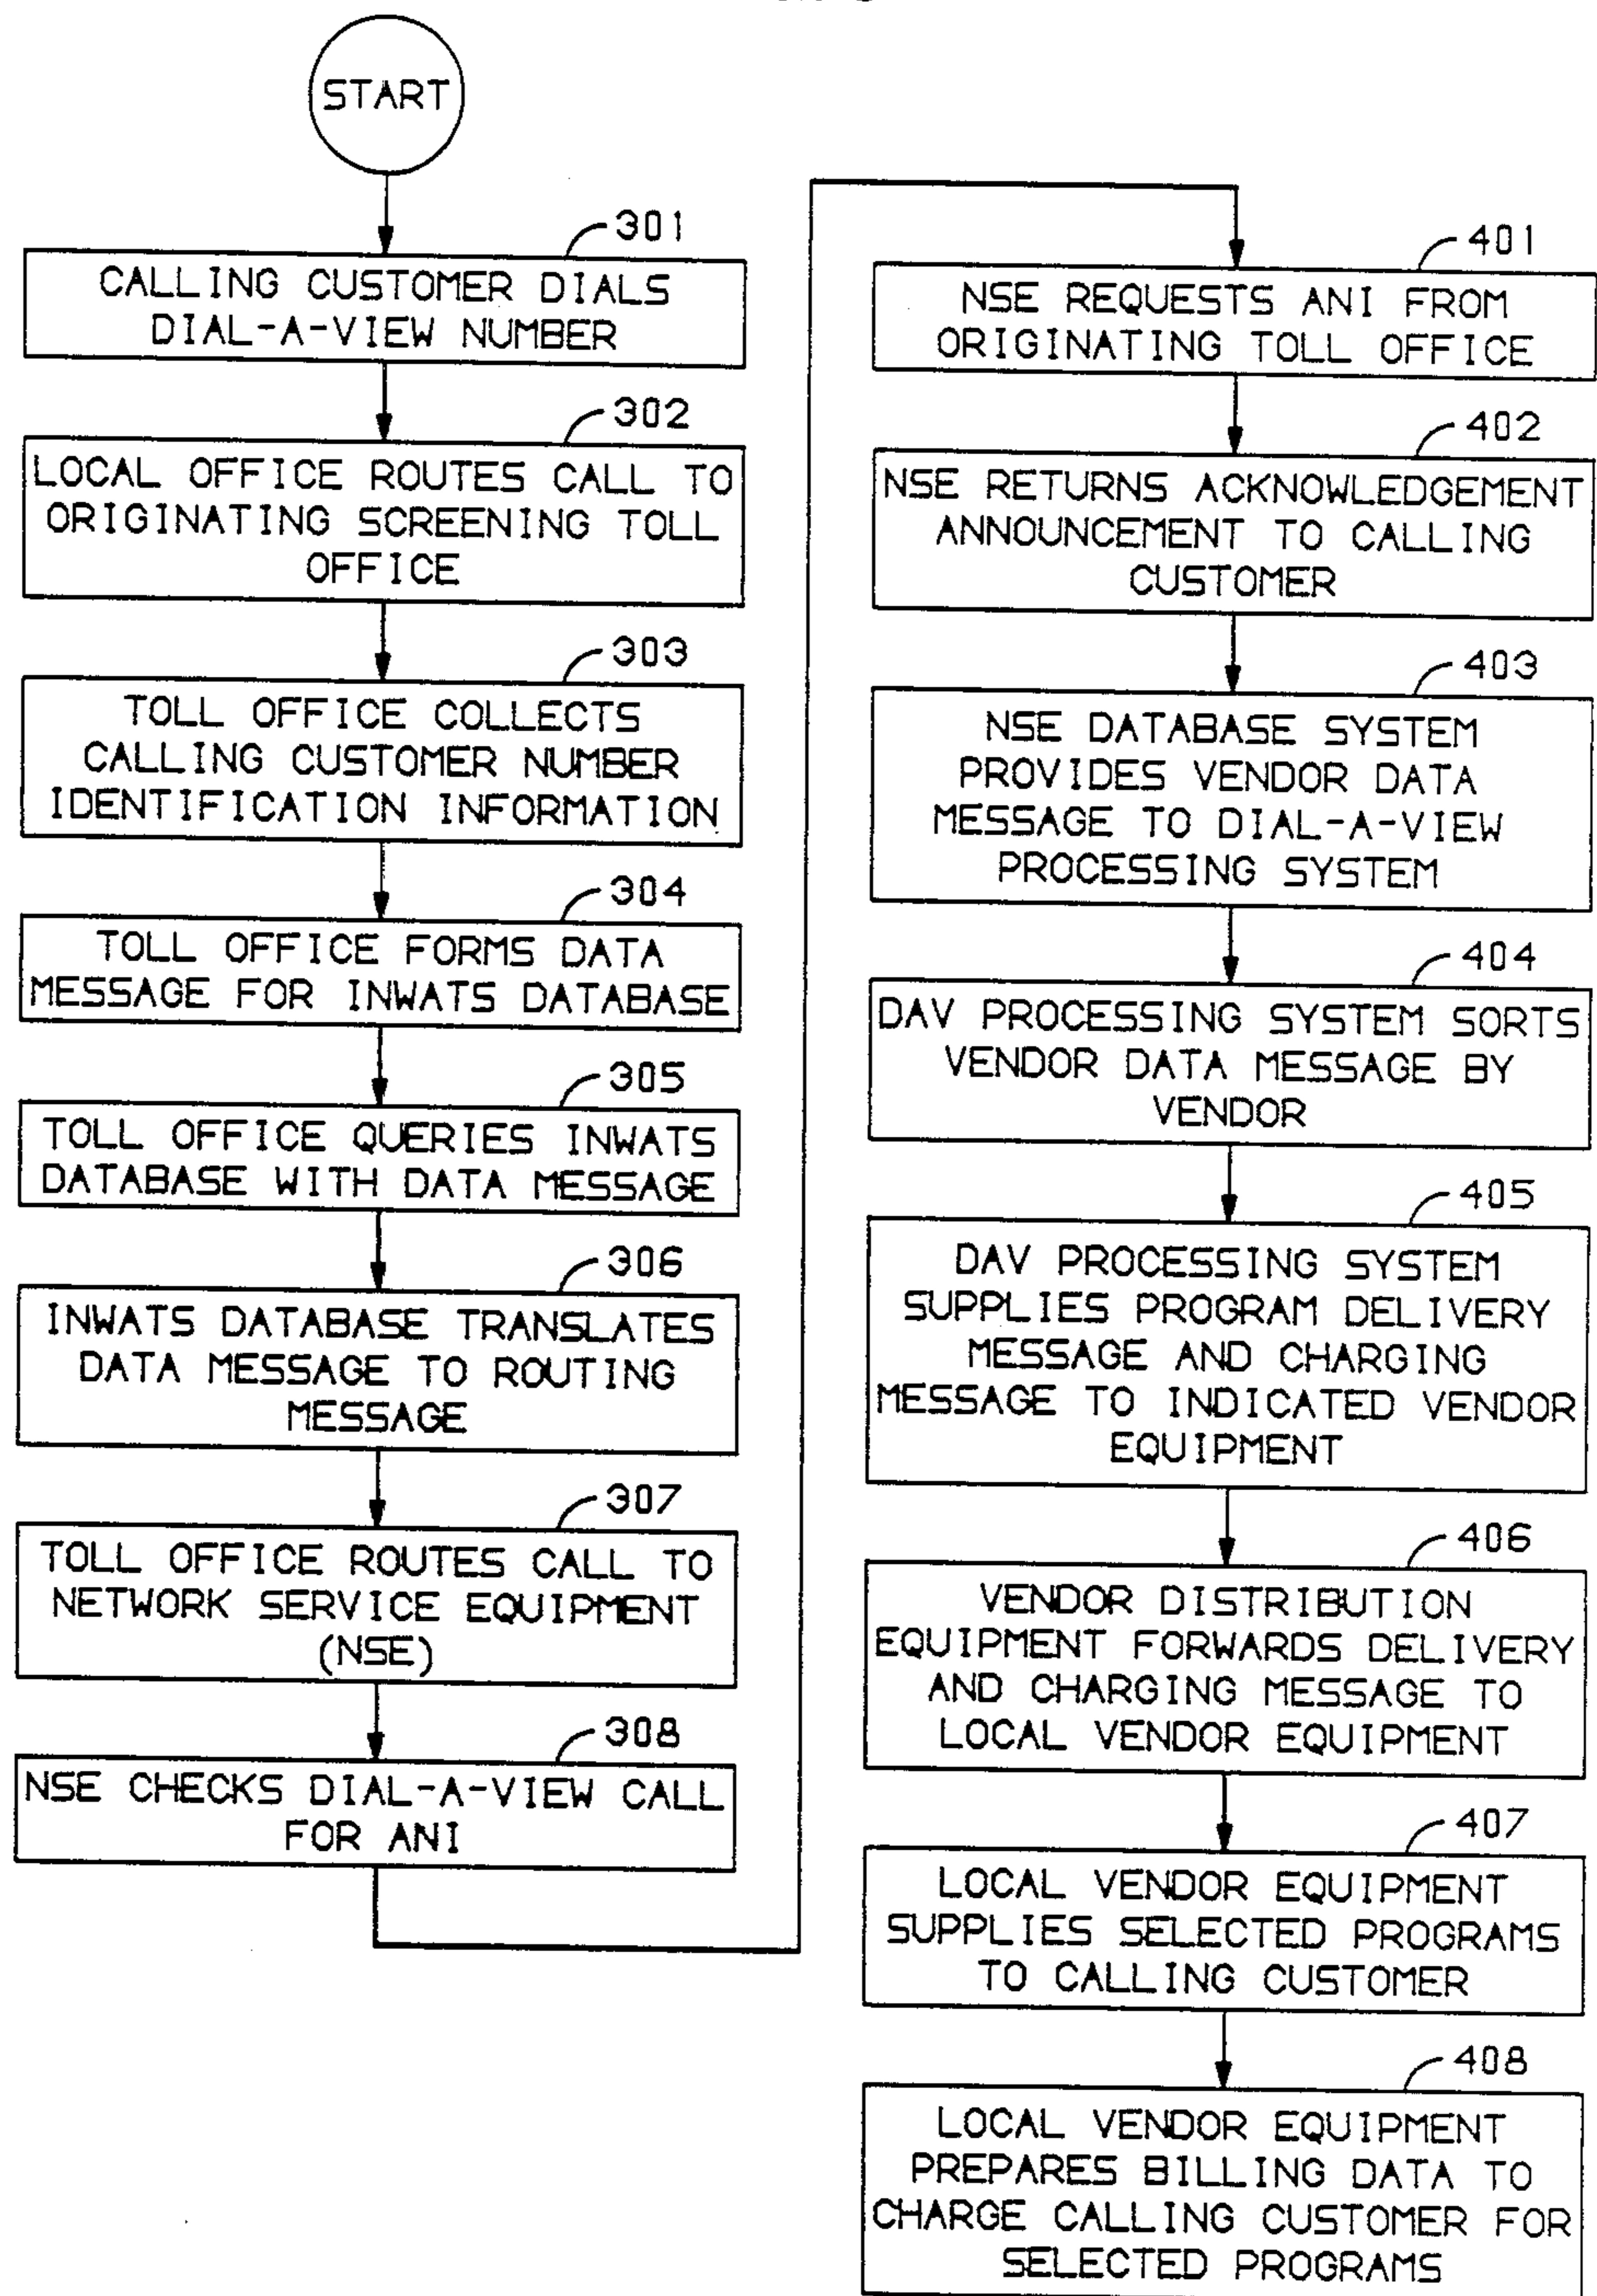 START
301
CALLING CUSTOMER DIALS
DIAL-A-VIEW NUMBER
302
LOCAL OFFICE ROUTES CALL TO
ORIGINATING SCREENING TOLL
OFFICE
303
TOLL OFFICE COLLECTS
CALLING CUSTOMER NUMBER
IDENTIFICATION INFORMATION
304
TOLL OFFICE FORMS DATA
MESSAGE FOR INWATS DATABASE
305
TOLL OFFICE QUERIES INWATS
DATABASE WITH DATA MESSAGE
306
INWATS DATABASE TRANSLATES
DATA MESSAGE TO ROUTING
MESSAGE
307
TOLL OFFICE ROUTES CALL TO
NETWORK SERVICE EQUIPMENT
(NSE)
308
NSE CHECKS DIAL-A-VIEW CALL
FOR ANI
401
NSE REQUESTS ANI FROM
ORIGINATING TOLL OFFICE
402
NSE RETURNS ACKNOWLEDGEMENT
ANNOUNCEMENT TO CALLING
CUSTOMER
403
NSE DATABASE SYSTEM
PROVIDES VENDOR DATA
MESSAGE TO DIAL-A-VIEW
PROCESSING SYSTEM
404
DAV PROCESSING SYSTEM SORTS
VENDOR DATA MESSAGE BY
VENDOR
405
DAV PROCESSING SYSTEM
SUPPLIES PROGRAM DELIVERY
MESSAGE AND CHARGING
MESSAGE TO INDICATED VENDOR
EQUIPMENT
406
VENDOR DISTRIBUTION
EQUIPMENT FORWARDS DELIVERY
AND CHARGING MESSAGE TO
LOCAL VENDOR EQUIPMENT
407
LOCAL VENDOR EQUIPMENT
SUPPLIES SELECTED PROGRAMS
TO CALLING CUSTOMER
408
LOCAL VENDOR EQUIPMENT
PREPARES BILLING DATA TO
CHARGE CALLING CUSTOMER FOR
SELECTED PROGRAMS